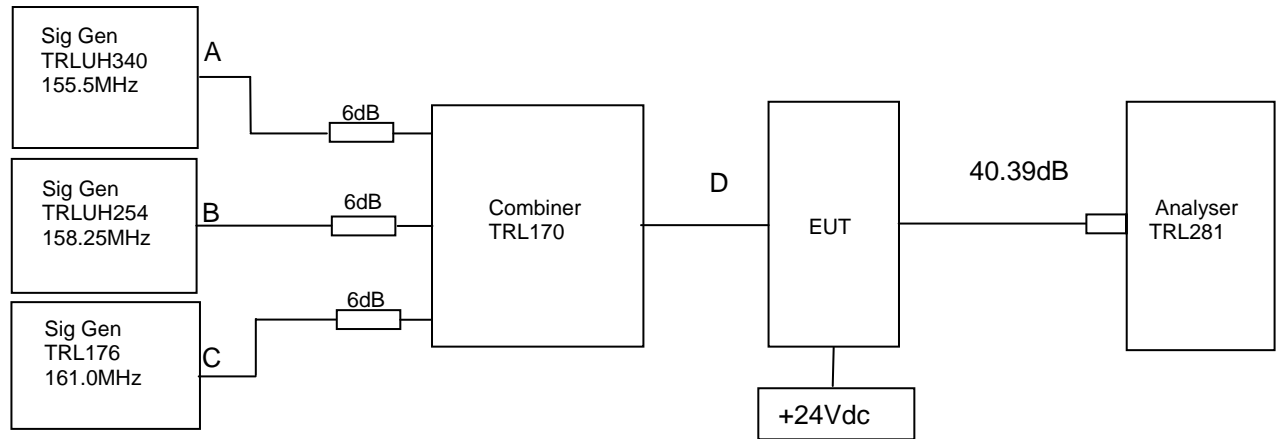 Sig Gen
TRLUH340
155.5MHz
A
6dB
Sig Gen
TRLUH254
158.25MHz
B
6dB
Sig Gen
TRL176
161.0MHz
C
6dB
Combiner
TRL170
D
EUT
+24Vdc
40.39dB
Analyser
TRL281